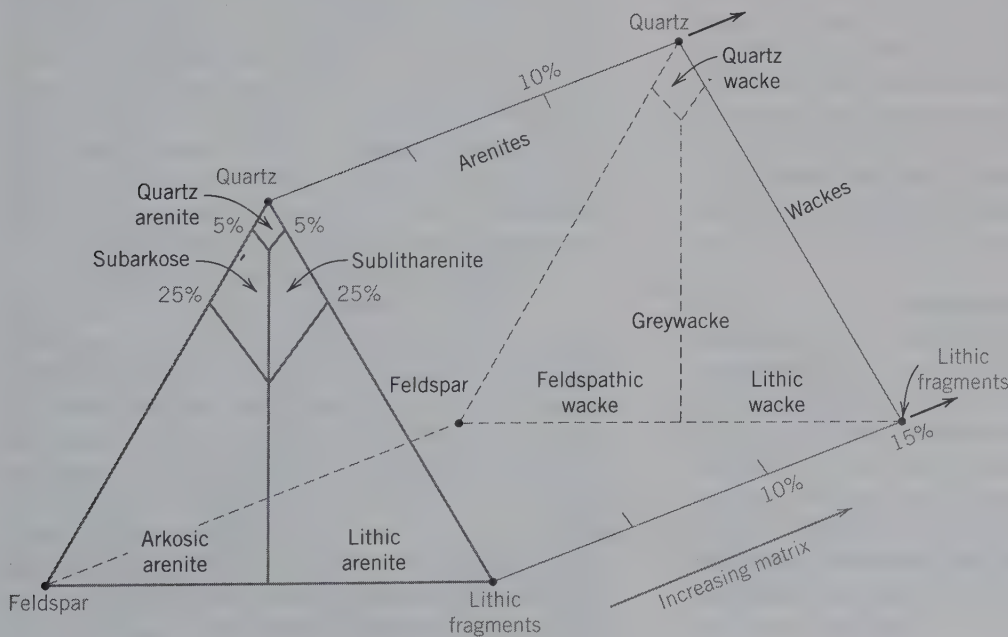 Quartz
Quartz
wacke
10%
Arenites
Quartz
Quartz
arenite
5%
5%
Wackes
Subarkose
Sublitharenite
25%
25%
Greywacke
Feldspar
Feldspathic
wacke
Lithic
wacke
Lithic
fragments
15%
10%
Arkosic
arenite
Lithic
arenite
Increasing matrix
Feldspar
Lithic
fragments